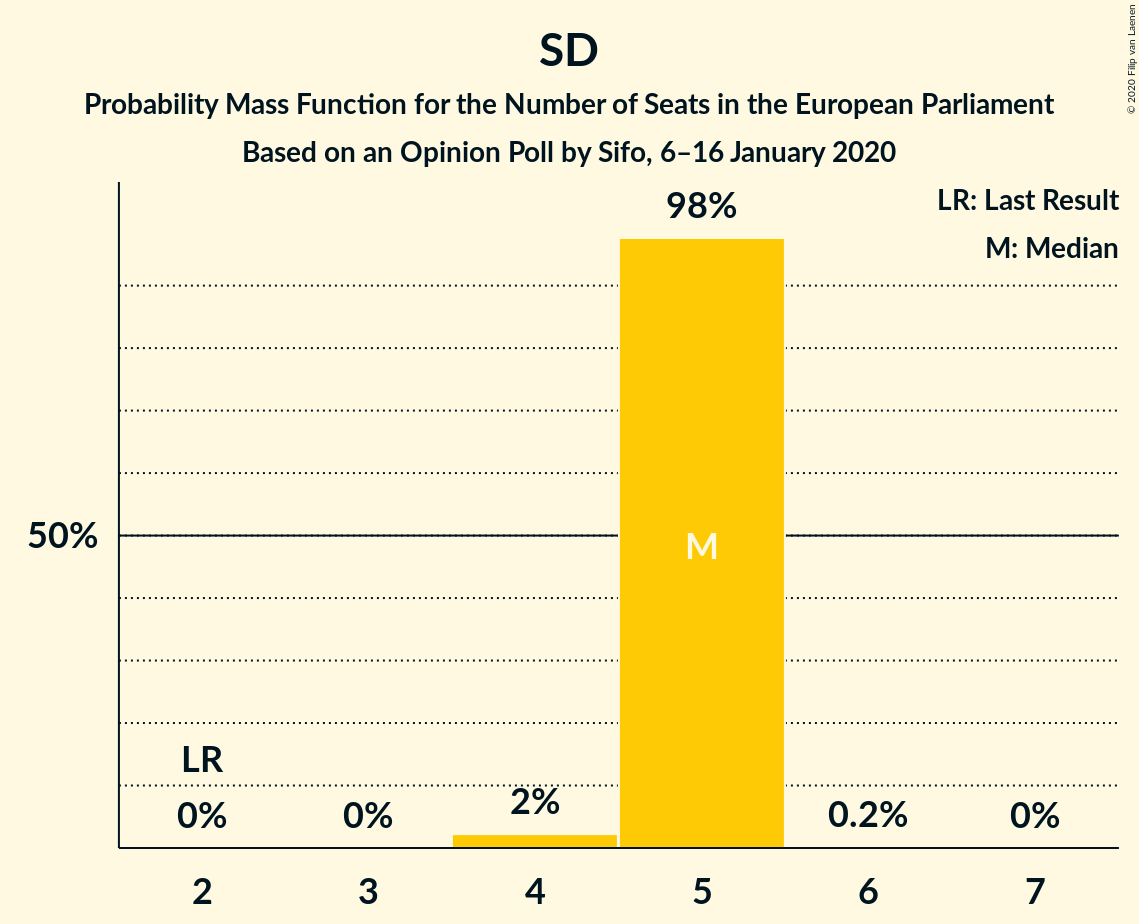 SD
Probability Mass Function for the Number of Seats in the European Parliament
Based on an Opinion Poll by Sifo, 6–16 January 2020
© 2020 Filip van Laenen
LR: Last Result
M: Median
98%
50%
M
LR
0%
0%
2%
0.2%
0%
2
3
4
5
6
7